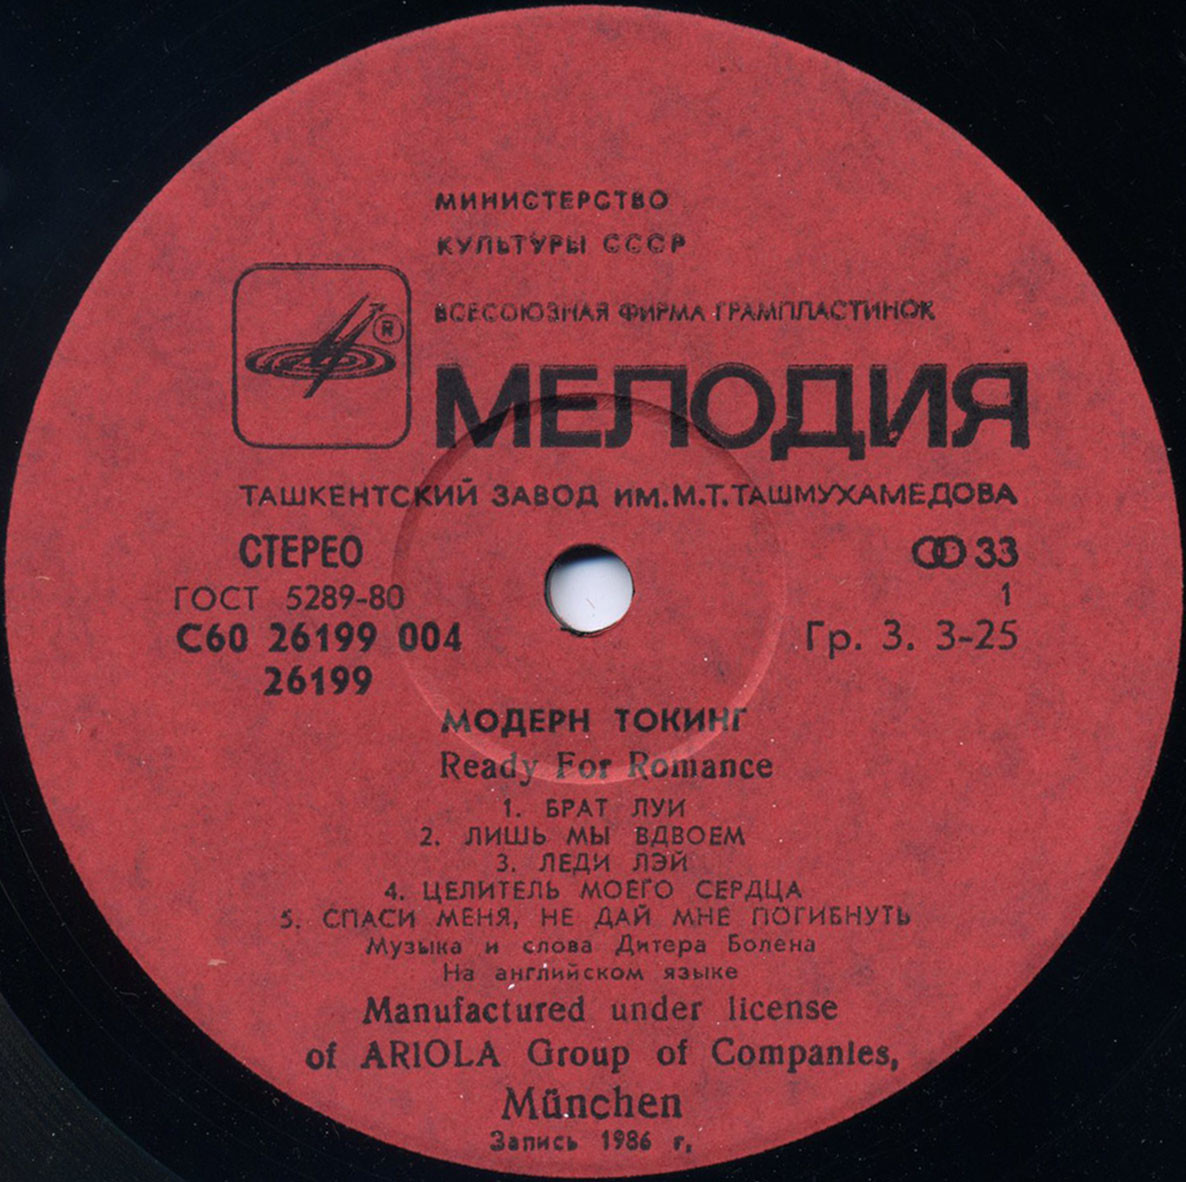 МИНИСТЕРСТВО
КУЛЬТУРЫ СССР
ВСЕСОЮЗНАЯ ФИРМА ГРАМПЛАСТИНОК
®
МЕЛОДИЯ
ТАШКЕНТСКИЙ ЗАВОД ИМ.М.Т.ТАШМУХАМЕДОВА
СТЕРЕО
33
ГОСТ 5289-80
1
С60 26199 004
Гр. 3. 3-25
26199
МОДЕРН ТОКИНГ
Ready For Romance
1. БРАТ ЛУИ
2. ЛИШЬ МЫ ВДВОЕМ
3. ЛЕДИ ЛЭЙ
4. ЦЕЛИТЕЛЬ МОЕГО СЕРДЦА
5. СПАСИ МЕНЯ, НЕ ДАЙ МНЕ ПОГИБНУТЬ
Музыка и слова Дитера Болена
На английском языке
Manufactured under license
of ARIOLA Group of Companies,
München
Запись 1986 г.